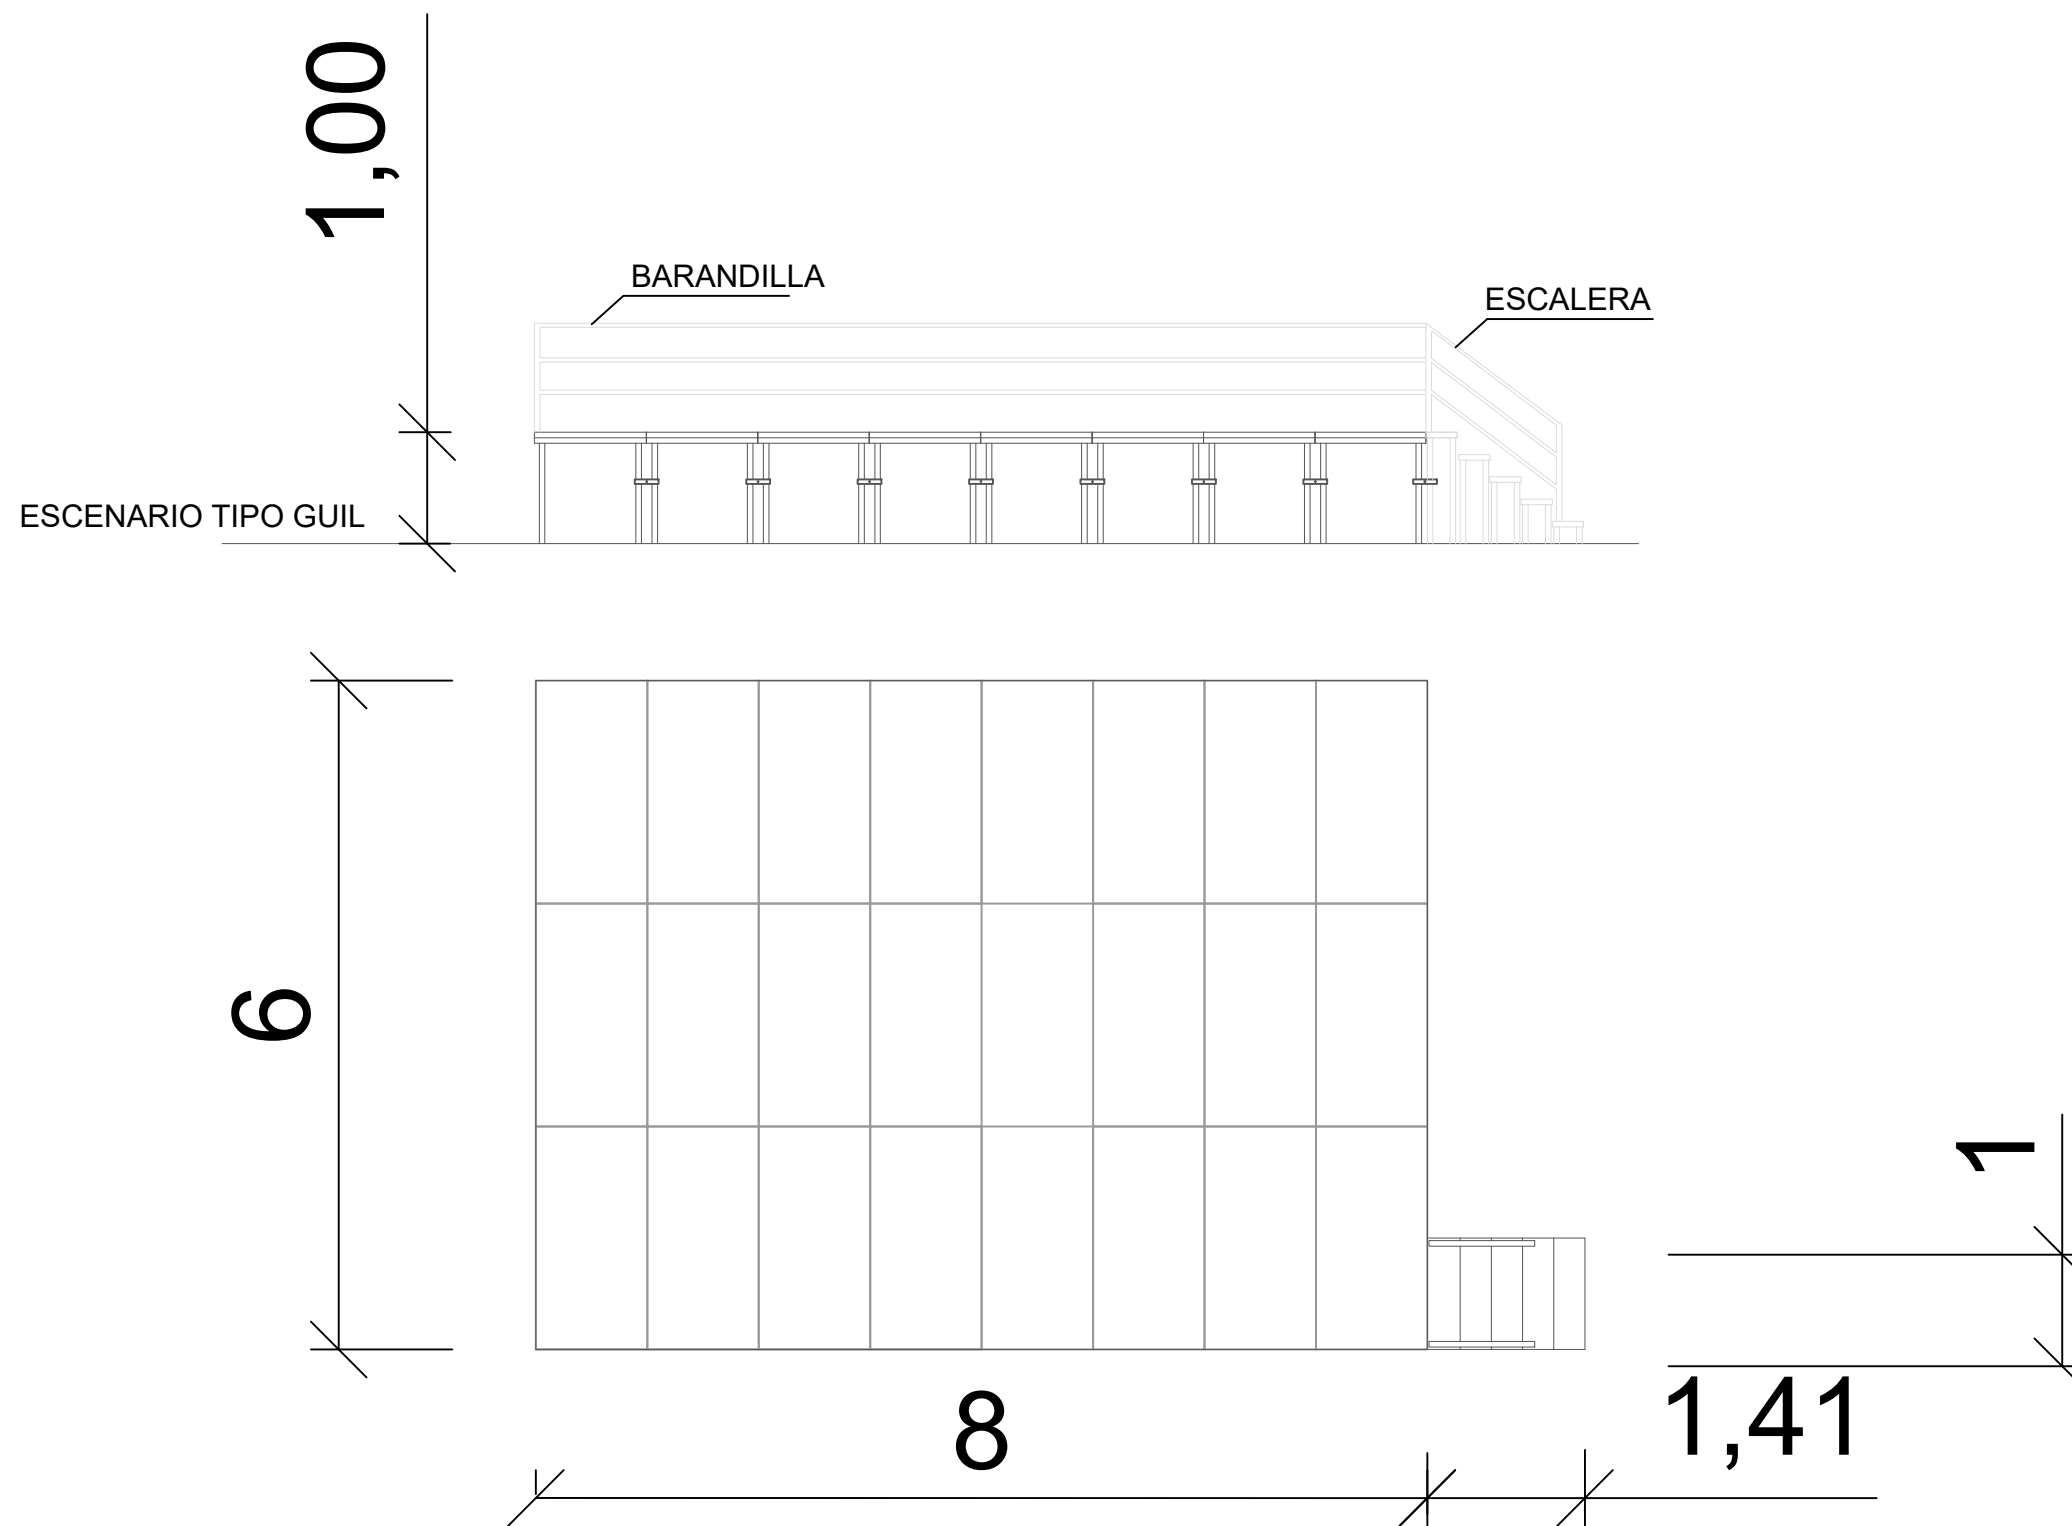 1,00
BARANDILLA
ESCALERA
ESCENARIO TIPO GUIL
6
1
8
1,41